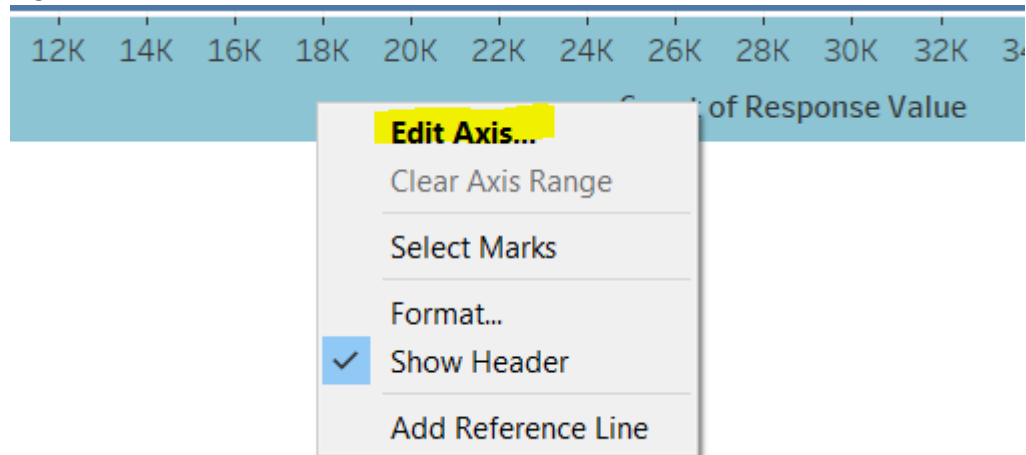 12K 14K 16K 18K 20K 22K 24K 26K 28K 30K 32K
of Response Value
Edit Axis...
Clear Axis Range
Select Marks
Format...
Show Header
Add Reference Line